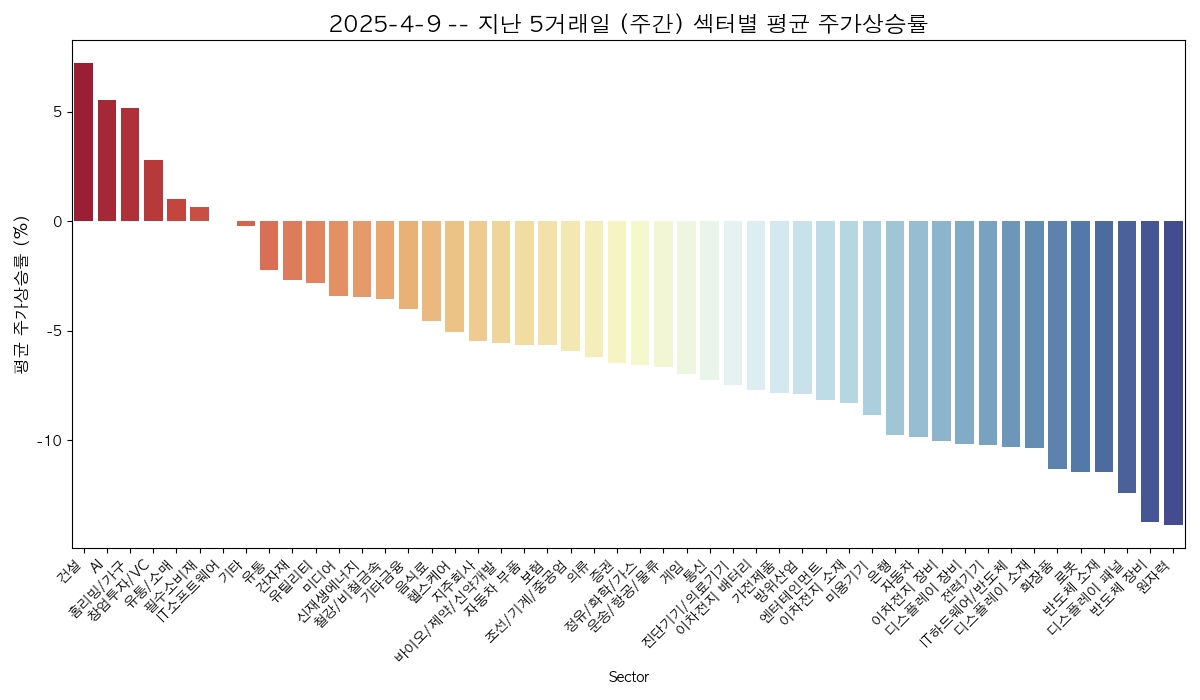 2025-4-9 -- 지난 5거래일 (주간) 섹터별 평균 주가상승률
평균 주가상승률 (%)
5
0
-5
-10
건설
AI
홈리빙/가구
창업투자/VC
유통/소매
필수소비재
IT소프트웨어
기타
유통
건자재
유틸리티
미디어
신재생에너지
철강/비철금속
기타금융
음식료
헬스케어
지주회사
바이오/제약/신약개발
자동차 부품
보험
조선/기계/중공업
의류
증권
정유/화학/가스
운송/항공/물류
게임
통신
진단기기/의료기기
이차전지 배터리
가전제품
방위산업
엔터테인먼트
이차전지 소재
미용기기
은행
자동차
이차전지 장비
디스플레이 장비
전력기기
IT하드웨어/반도체
디스플레이 소재
화장품
로봇
반도체 소재
디스플레이 패널
반도체 장비
원자력
Sector